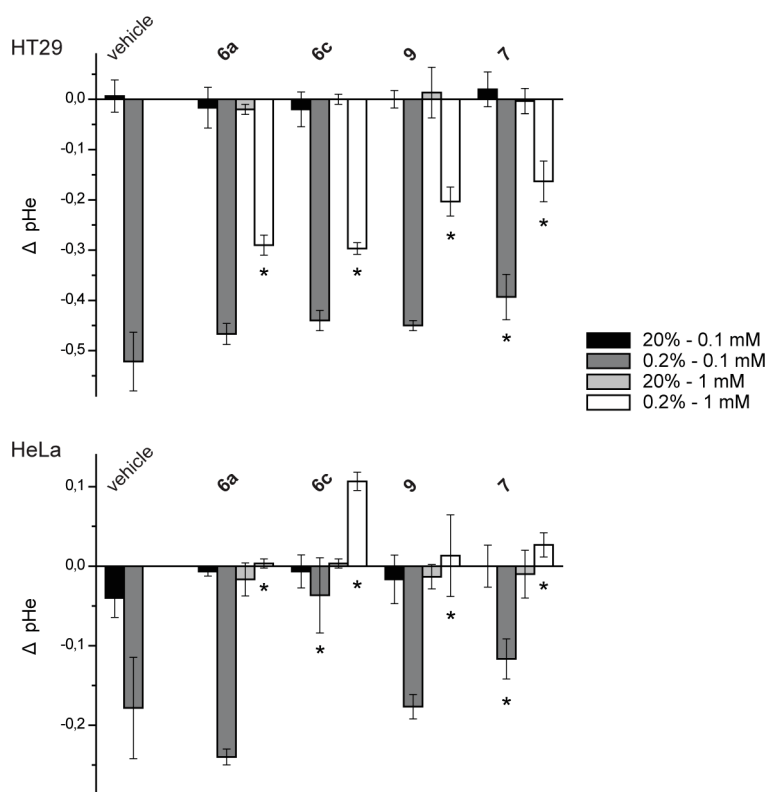 HT29
vehicle 6a 6c 9 7
0,0
-0,1
-0,2
-0,3
-0,4
-0,5
Δ pHe
* * * *
*
20% - 0.1 mM
0.2% - 0.1 mM
20% - 1 mM
0.2% - 1 mM
HeLa
vehicle 6a 6c 9 7
0,1
0,0
-0,1
-0,2
Δ pHe
* * * *
* *